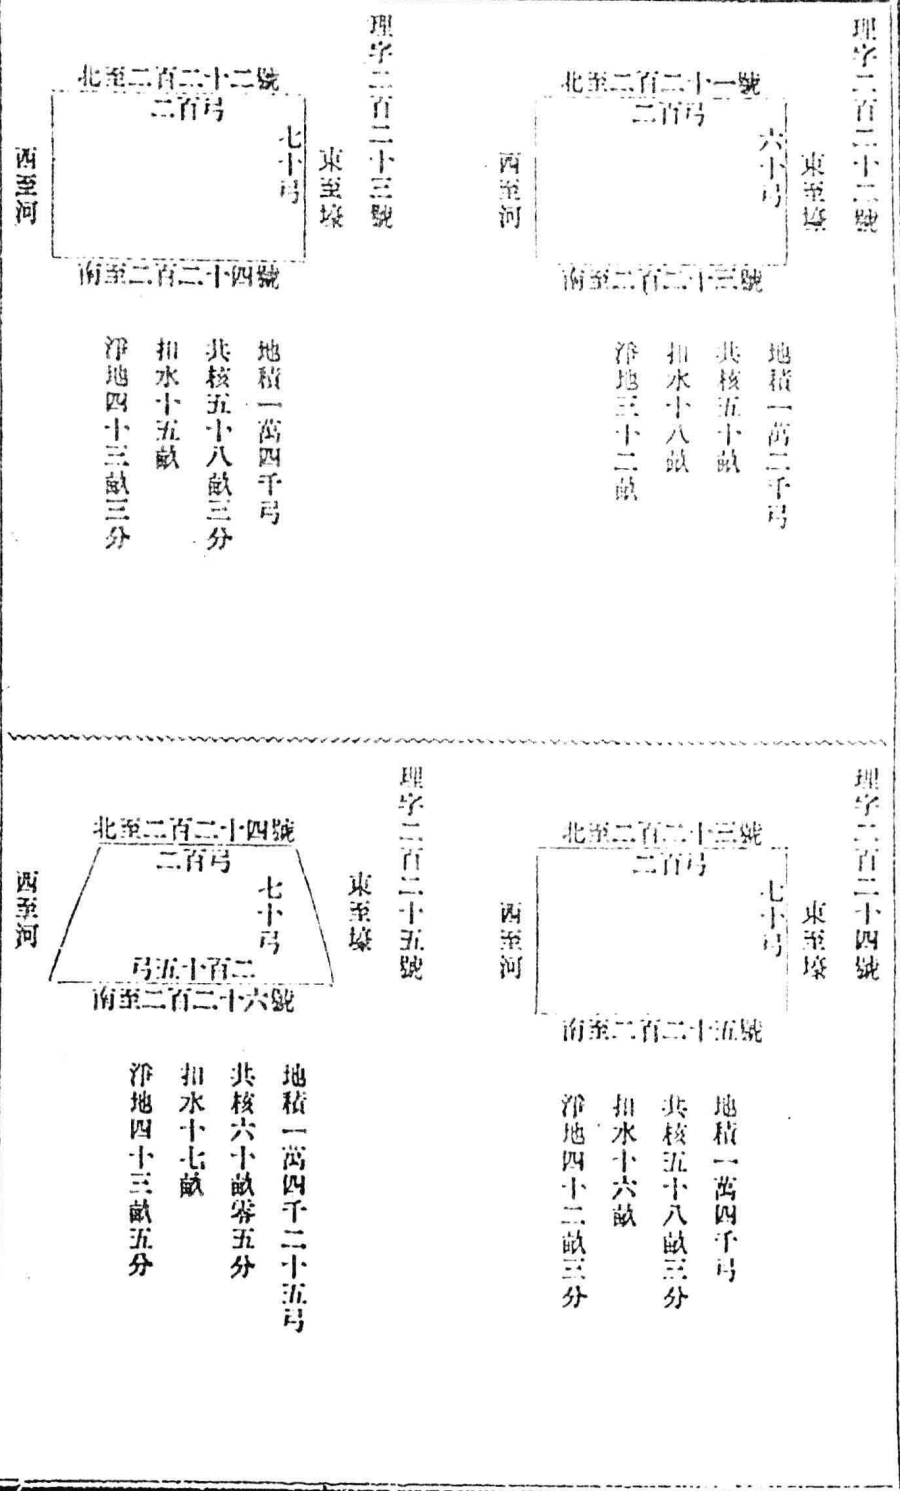 理字二百二十二號
北至二百二十一號
二百弓
六十弓
東至壕
西至河
南至二百二十三號
地積一萬二千弓
共核五十畝
扣水十八畝
淨地三十二畝
理字二百二十三號
北至二百二十二號
二百弓
七十弓
東至壕
西至河
南至二百二十四號
地積一萬四千弓
共核五十八畝三分
扣水十五畝
淨地四十三畝三分
理字二百二十四號
北至二百二十三號
二百弓
七十弓
東至壕
西至河
南至二百二十五號
地積一萬四千弓
共核五十八畝三分
扣水十六畝
淨地四十二畝三分
理字二百二十五號
北至二百二十四號
二百弓
七十弓
東至壕
西至河
二百十五弓
南至二百二十六號
地積一萬四千二十五弓
共核六十畝零五分
扣水十七畝
淨地四十三畝五分